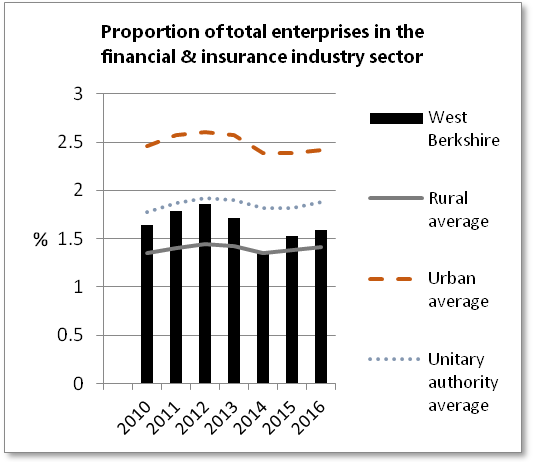 Proportion of total enterprises in the
financial & insurance industry sector
3
2.5
2
1.5
1
0.5
0
%
2010
2011
2012
2013
2014
2015
2016
West
Berkshire
Rural
average
Urban
average
Unitary
authority
average